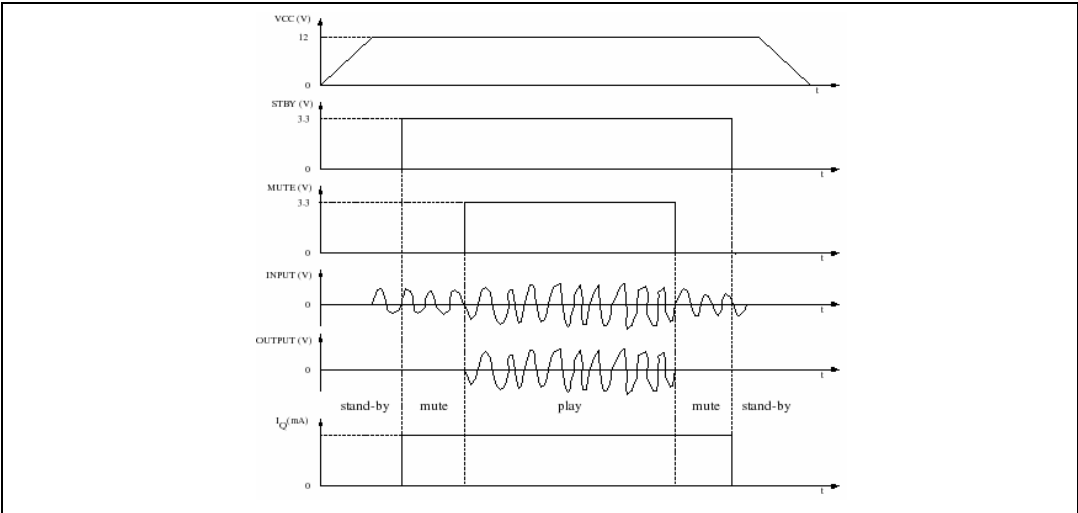 VCC (V)
12
0
t
STBY (V)
3.3
0
t
MUTE (V)
3.3
0
t
INPUT (V)
0
t
OUTPUT (V)
0
t
stand-by mute play mute stand-by
IQ(mA)
0
t